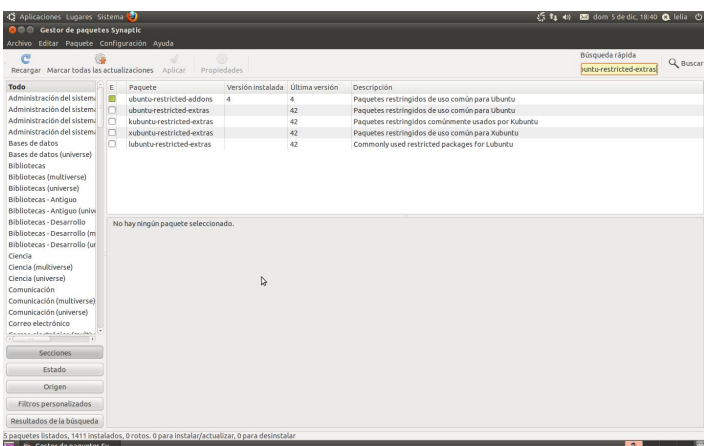 Aplicaciones Lugares Sistema dom 5 de dic, 18:40 lelia
Gestor de paquetes Synaptic
Archivo Editar Paquete Configuración Ayuda
Búsqueda rápida
Recargar Marcar todas las actualizaciones Aplicar Propiedades untu-restricted-extras Buscar
Todo
Administración del sistema
Administración del sistema
Administración del sistema
Administración del sistema
Bases de datos
Bases de datos (universe)
Bibliotecas
Bibliotecas (multiverse)
Bibliotecas (universe)
Bibliotecas - Antiguo
Bibliotecas - Antiguo (univ
Bibliotecas - Desarrollo
Bibliotecas - Desarrollo (m
Bibliotecas - Desarrollo (ur
Ciencia
Ciencia (multiverse)
Ciencia (universe)
Comunicación
Comunicación (multiverse)
Comunicación (universe)
Correo electrónico
E Paquete Versión instalada Última versión Descripción
ubuntu-restricted-addons 4 4 Paquetes restringidos de uso común para Ubuntu
ubuntu-restricted-extras 42 Paquetes restringidos de uso común para Ubuntu
kubuntu-restricted-extras 42 Paquetes restringidos comúnmente usados por Kubuntu
xubuntu-restricted-extras 42 Paquetes restringidos de uso común para Xubuntu
lubuntu-restricted-extras 42 Commonly used restricted packages for Lubuntu
No hay ningún paquete seleccionado.
Secciones
Estado
Origen
Filtros personalizados
Resultados de la búsqueda
5 paquetes listados, 1411 instalados, 0 rotos. 0 para instalar/actualizar, 0 para desinstalar